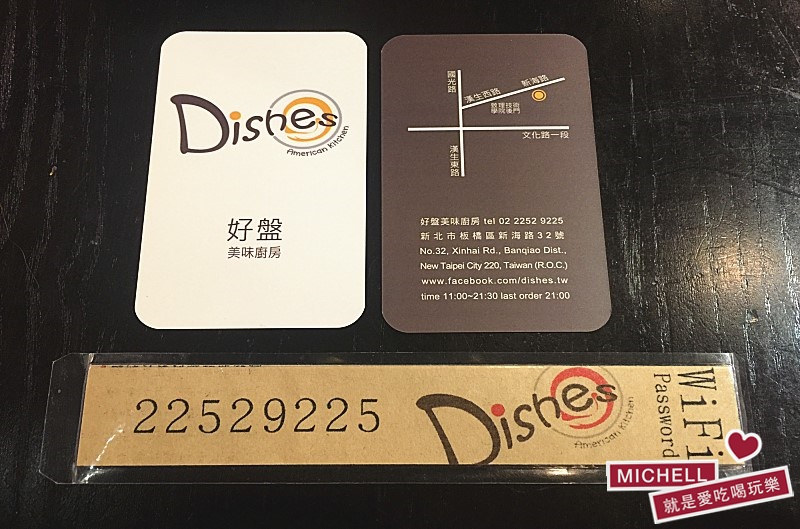 Dishes
American Kitchen
好盤
美味廚房
國光路
漢生西路
新海路
管理技術
學院後門
文化路一段
漢生東路
好盤美味廚房 tel 02 2252 9225
新北市板橋區新海路32號
No.32, Xinhai Rd., Banqiao Dist.,
New Taipei City 220, Taiwan (R.O.C.)
www.facebook.com/dishes.tw
time 11:00~21:30 last order 21:00
22529225
Dishes
American Kitchen
WiFi
Password
MICHELL
就是愛吃喝玩樂